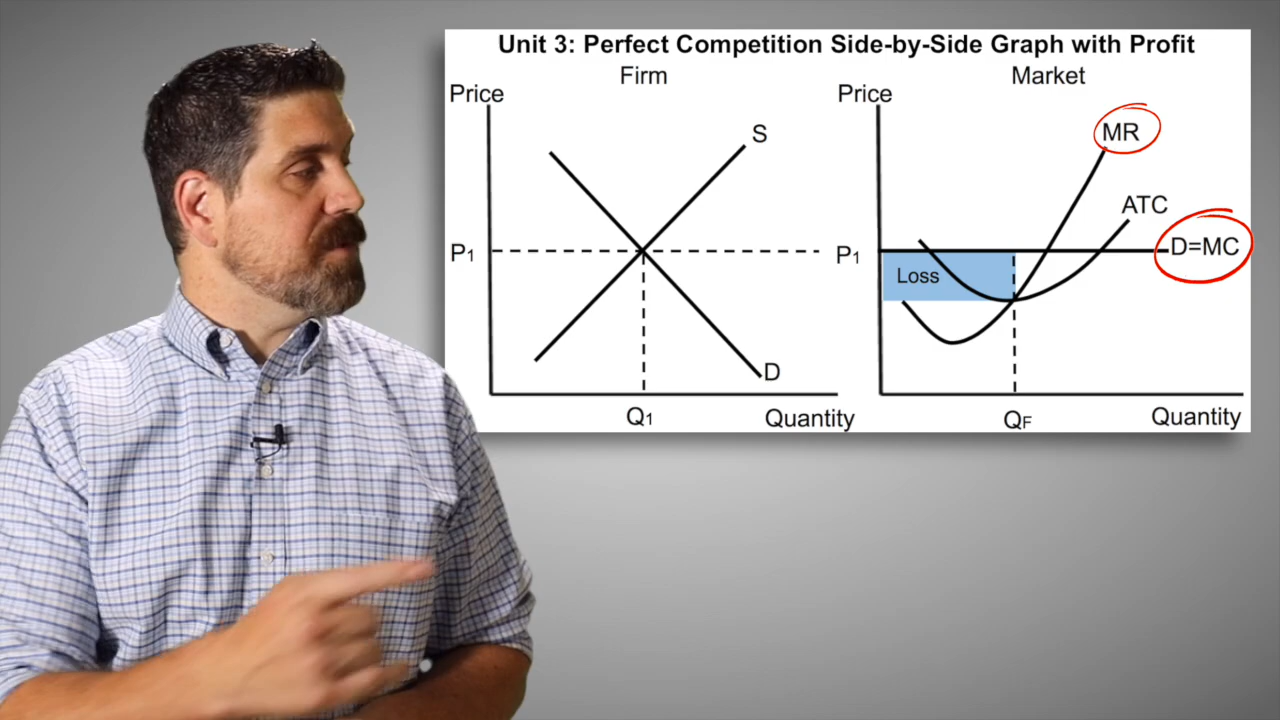 Unit 3: Perfect Competition Side-by-Side Graph with Profit
Firm
Market
Price
Price
S
MR
ATC
P1
P1
D=MC
Loss
D
Q1
Quantity
QF
Quantity